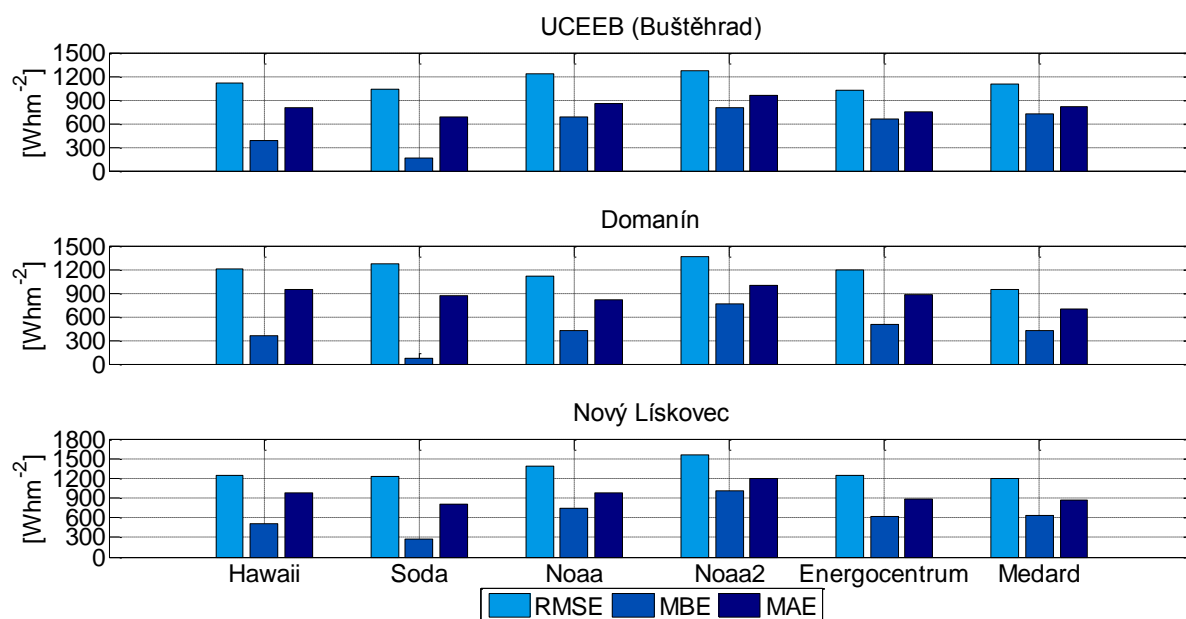 UCEEB (Buštěhrad)
[Whm-2]
1500
1200
900
600
300
0
Domanín
[Whm-2]
1500
1200
900
600
300
0
Nový Lískovec
[Whm-2]
1800
1500
1200
900
600
300
0
Hawaii Soda Noaa Noaa2 Energocentrum Medard
RMSE MBE MAE